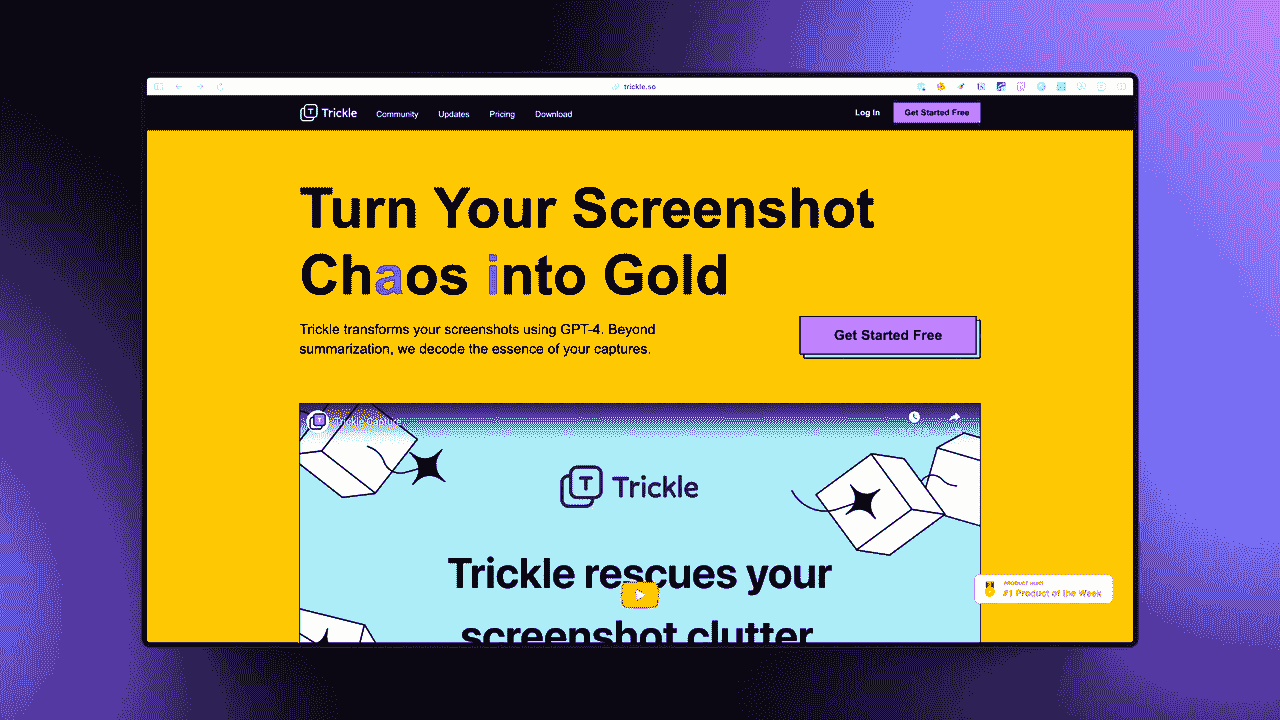 trickle.so
Trickle
Community
Updates
Pricing
Download
Log In
Get Started Free
Turn Your Screenshot
Chaos into Gold
Trickle transforms your screenshots using GPT-4. Beyond
summarization, we decode the essence of your captures.
Get Started Free
Trickle Capture
Trickle
Trickle rescues your
screenshot clutter
PRODUCT HUNT
#1 Product of the Week